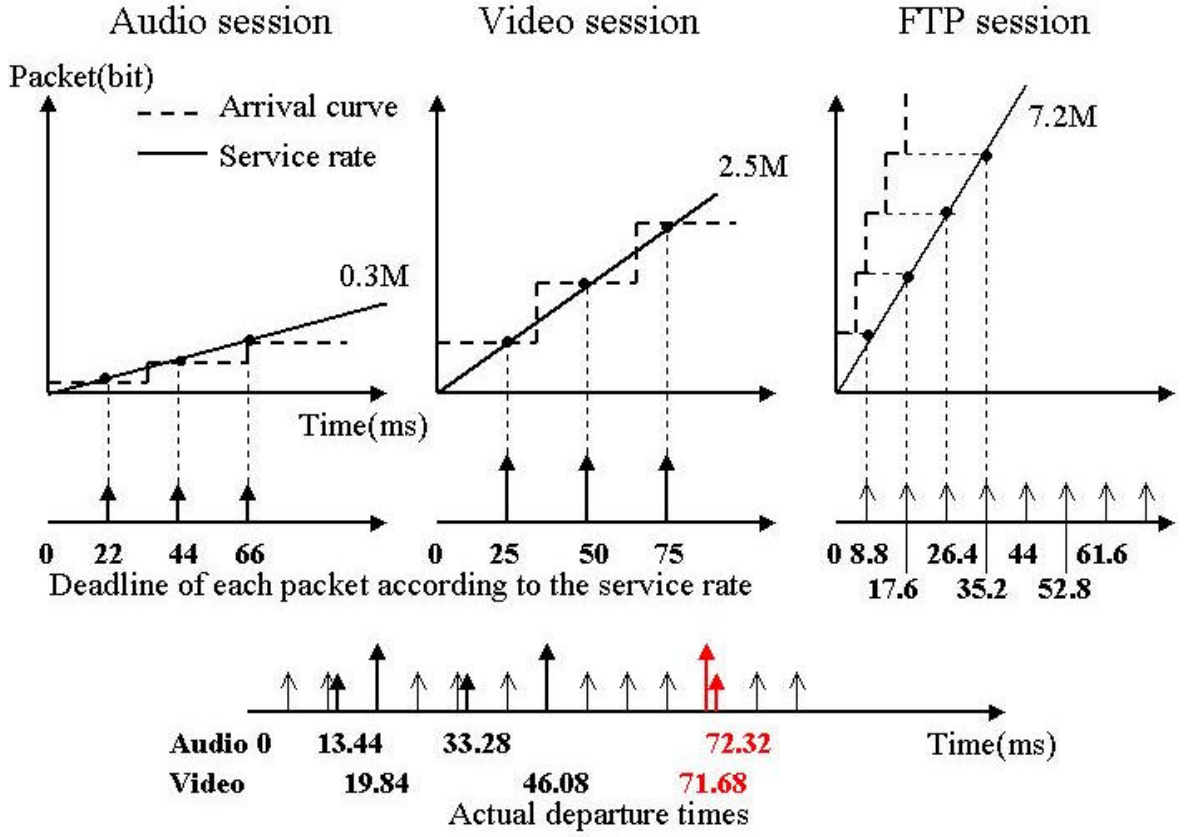 Audio session
Video session
FTP session
Packet(bit)
Arrival curve
Service rate
0.3M
2.5M
7.2M
Time(ms)
0 22 44 66
0 25 50 75
0 8.8 26.4 44 61.6
17.6 35.2 52.8
Deadline of each packet according to the service rate
Audio 0 13.44 33.28 72.32 Time(ms)
Video 19.84 46.08 71.68
Actual departure times